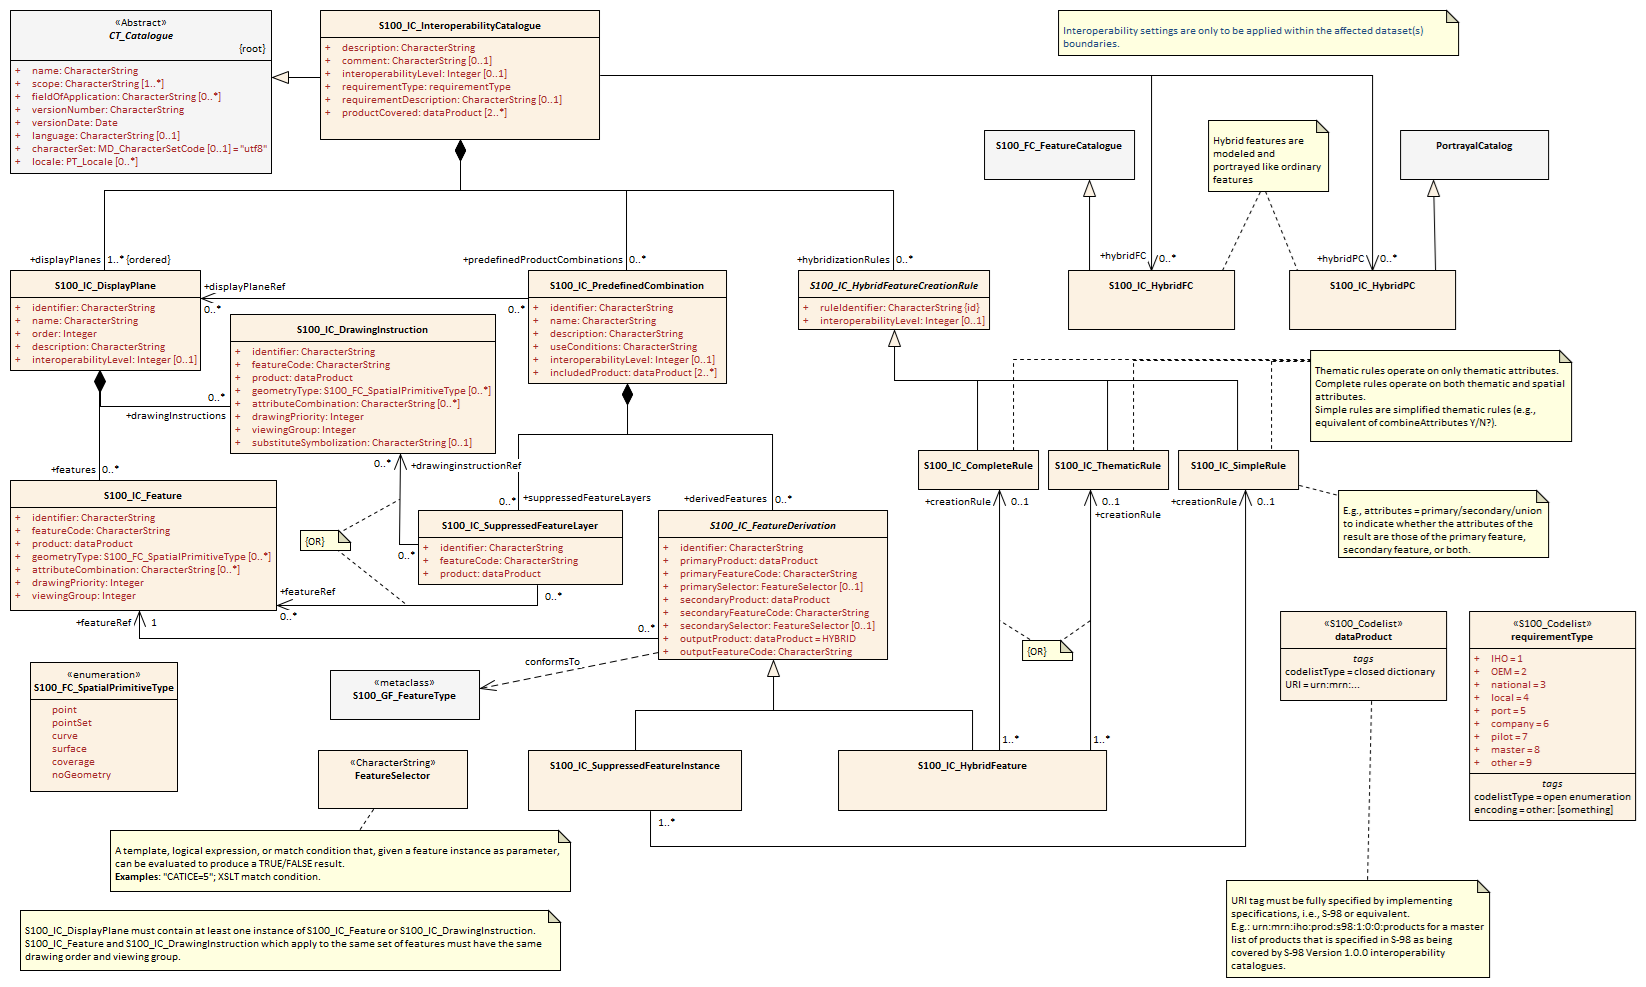 «Abstract»
CT_Catalogue
{root}
+ name: CharacterString
+ scope: CharacterString [1..*]
+ fieldOfApplication: CharacterString [0..*]
+ versionNumber: CharacterString
+ versionDate: Date
+ language: CharacterString [0..1]
+ characterSet: MD_CharacterSetCode [0..1] = "utf8"
+ locale: PT_Locale [0..*]
S100_IC_InteroperabilityCatalogue
+ description: CharacterString
+ comment: CharacterString [0..1]
+ interoperabilityLevel: Integer [0..1]
+ requirementType: requirementType
+ requirementDescription: CharacterString [0..1]
+ productCovered: dataProduct [2..*]
Interoperability settings are only to be applied within the affected dataset(s)
boundaries.
S100_FC_FeatureCatalogue
Hybrid features are
modeled and
portrayed like ordinary
features
PortrayalCatalog
+displayPlanes 1..* {ordered}
+predefinedProductCombinations 0..*
+hybridizationRules 0..*
+hybridFC 0..*
+hybridPC 0..*
S100_IC_DisplayPlane
+ identifier: CharacterString
+ name: CharacterString
+ order: Integer
+ description: CharacterString
+ interoperabilityLevel: Integer [0..1]
+displayPlaneRef
0..*
0..*
S100_IC_PredefinedCombination
+ identifier: CharacterString
+ name: CharacterString
+ description: CharacterString
+ useConditions: CharacterString
+ interoperabilityLevel: Integer [0..1]
+ includedProduct: dataProduct [2..*]
S100_IC_HybridFeatureCreationRule
+ ruleIdentifier: CharacterString {id}
+ interoperabilityLevel: Integer [0..1]
S100_IC_HybridFC
S100_IC_HybridPC
S100_IC_DrawingInstruction
+ identifier: CharacterString
+ featureCode: CharacterString
+ product: dataProduct
+ geometryType: S100_FC_SpatialPrimitiveType [0..*]
+ attributeCombination: CharacterString [0..*]
+ drawingPriority: Integer
+ viewingGroup: Integer
+ substituteSymbolization: CharacterString [0..1]
0..*
+drawingInstructions
Thematic rules operate on only thematic attributes.
Complete rules operate on both thematic and spatial
attributes.
Simple rules are simplified thematic rules (e.g.,
equivalent of combineAttributes Y/N?).
+features 0..*
0..* +drawinginstructionRef
S100_IC_CompleteRule
S100_IC_ThematicRule
S100_IC_SimpleRule
+creationRule 0..1
0..1
+creationRule
+creationRule 0..1
S100_IC_Feature
+ identifier: CharacterString
+ featureCode: CharacterString
+ product: dataProduct
+ geometryType: S100_FC_SpatialPrimitiveType [0..*]
+ attributeCombination: CharacterString [0..*]
+ drawingPriority: Integer
+ viewingGroup: Integer
{OR}
0..* +suppressedFeatureLayers
+derivedFeatures 0..*
S100_IC_SuppressedFeatureLayer
+ identifier: CharacterString
+ featureCode: CharacterString
+ product: dataProduct
0..*
0..*
+featureRef
0..*
S100_IC_FeatureDerivation
+ identifier: CharacterString
+ primaryProduct: dataProduct
+ primaryFeatureCode: CharacterString
+ primarySelector: FeatureSelector [0..1]
+ secondaryProduct: dataProduct
+ secondaryFeatureCode: CharacterString
+ secondarySelector: FeatureSelector [0..1]
+ outputProduct: dataProduct = HYBRID
+ outputFeatureCode: CharacterString
E.g., attributes = primary/secondary/union
to indicate whether the attributes of the
result are those of the primary feature,
secondary feature, or both.
+featureRef 1
0..*
conformsTo
{OR}
«enumeration»
S100_FC_SpatialPrimitiveType
point
pointSet
curve
surface
coverage
noGeometry
«metaclass»
S100_GF_FeatureType
«S100_Codelist»
dataProduct
tags
codelistType = closed dictionary
URI = urn:mrn:...
«S100_Codelist»
requirementType
+ IHO = 1
+ OEM = 2
+ national = 3
+ local = 4
+ port = 5
+ company = 6
+ pilot = 7
+ master = 8
+ other = 9
tags
codelistType = open enumeration
encoding = other: [something]
«CharacterString»
FeatureSelector
1..*
1..*
S100_IC_SuppressedFeatureInstance
S100_IC_HybridFeature
1..*
A template, logical expression, or match condition that, given a feature instance as parameter,
can be evaluated to produce a TRUE/FALSE result.
Examples: "CATICE=5"; XSLT match condition.
S100_IC_DisplayPlane must contain at least one instance of S100_IC_Feature or S100_IC_DrawingInstruction.
S100_IC_Feature and S100_IC_DrawingInstruction which apply to the same set of features must have the same
drawing order and viewing group.
URI tag must be fully specified by implementing
specifications, i.e., S-98 or equivalent.
E.g.: urn:mrn:iho:prod:s98:1:0:0:products for a master
list of products that is specified in S-98 as being
covered by S-98 Version 1.0.0 interoperability
catalogues.